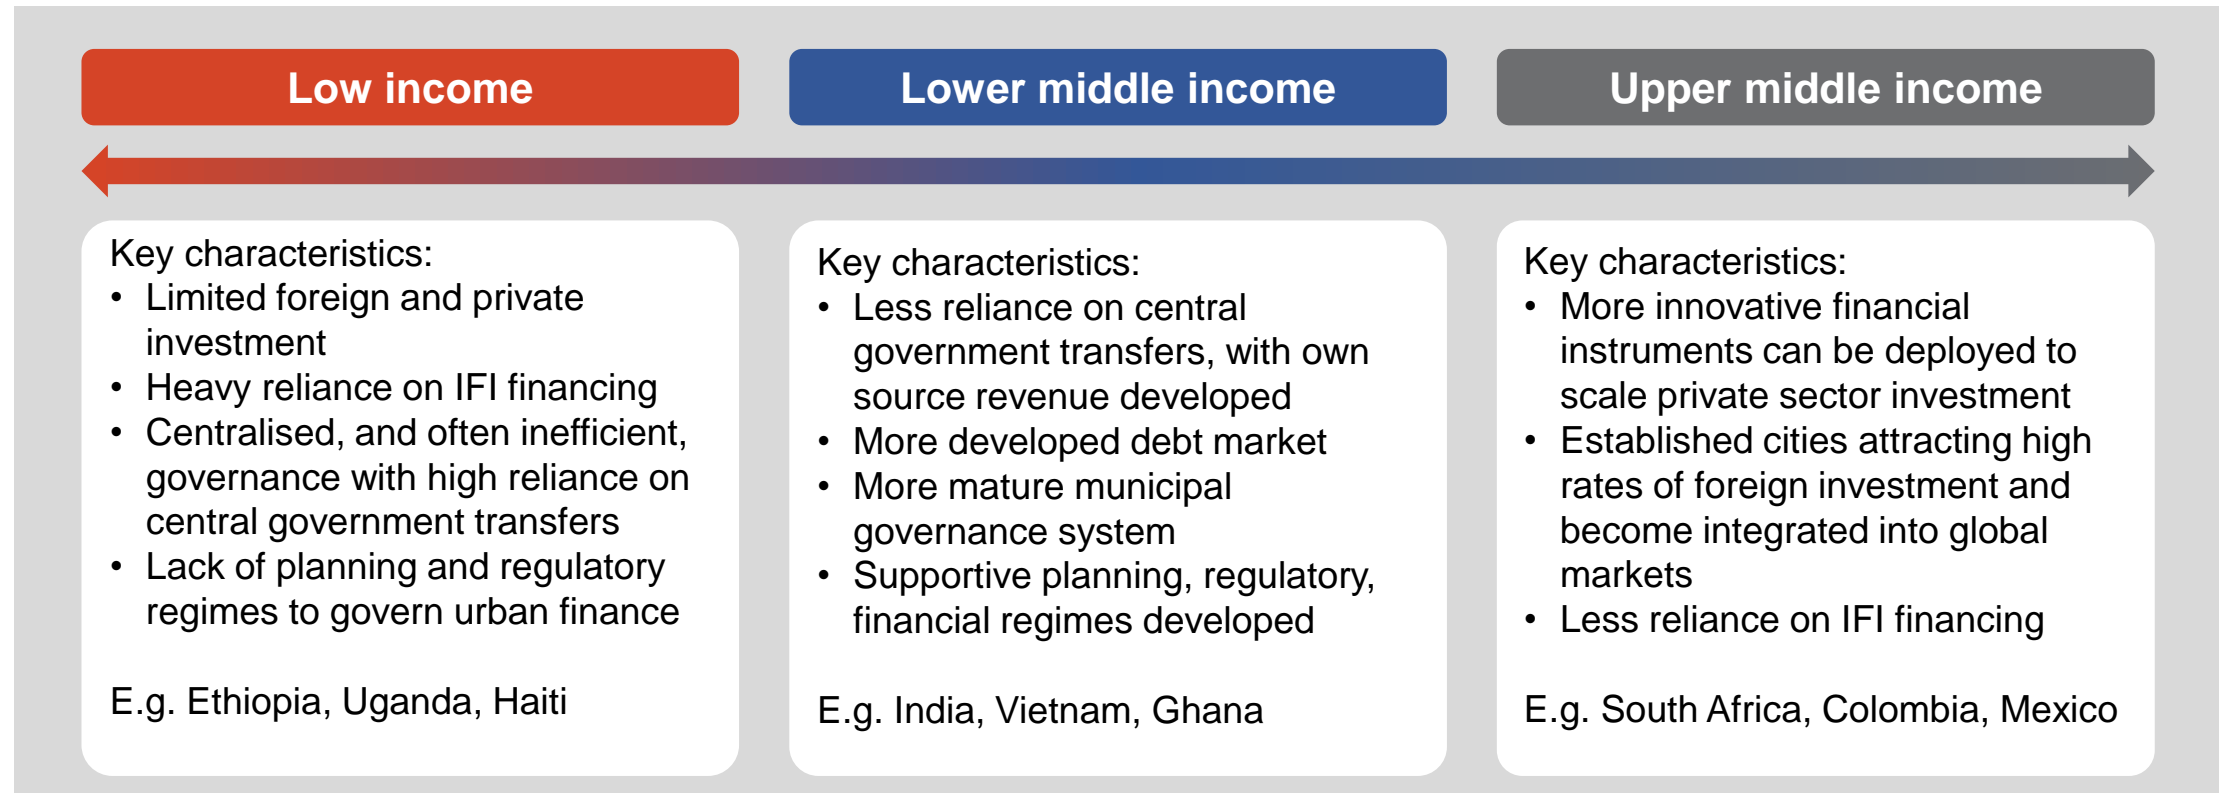 Low income
Lower middle income
Upper middle income
Key characteristics:
• Limited foreign and private
investment
• Heavy reliance on IFI financing
• Centralised, and often inefficient,
governance with high reliance on
central government transfers
• Lack of planning and regulatory
regimes to govern urban finance
E.g. Ethiopia, Uganda, Haiti
Key characteristics:
• Less reliance on central
government transfers, with own
source revenue developed
• More developed debt market
• More mature municipal
governance system
• Supportive planning, regulatory,
financial regimes developed
E.g. India, Vietnam, Ghana
Key characteristics:
• More innovative financial
instruments can be deployed to
scale private sector investment
• Established cities attracting high
rates of foreign investment and
become integrated into global
markets
• Less reliance on IFI financing
E.g. South Africa, Colombia, Mexico